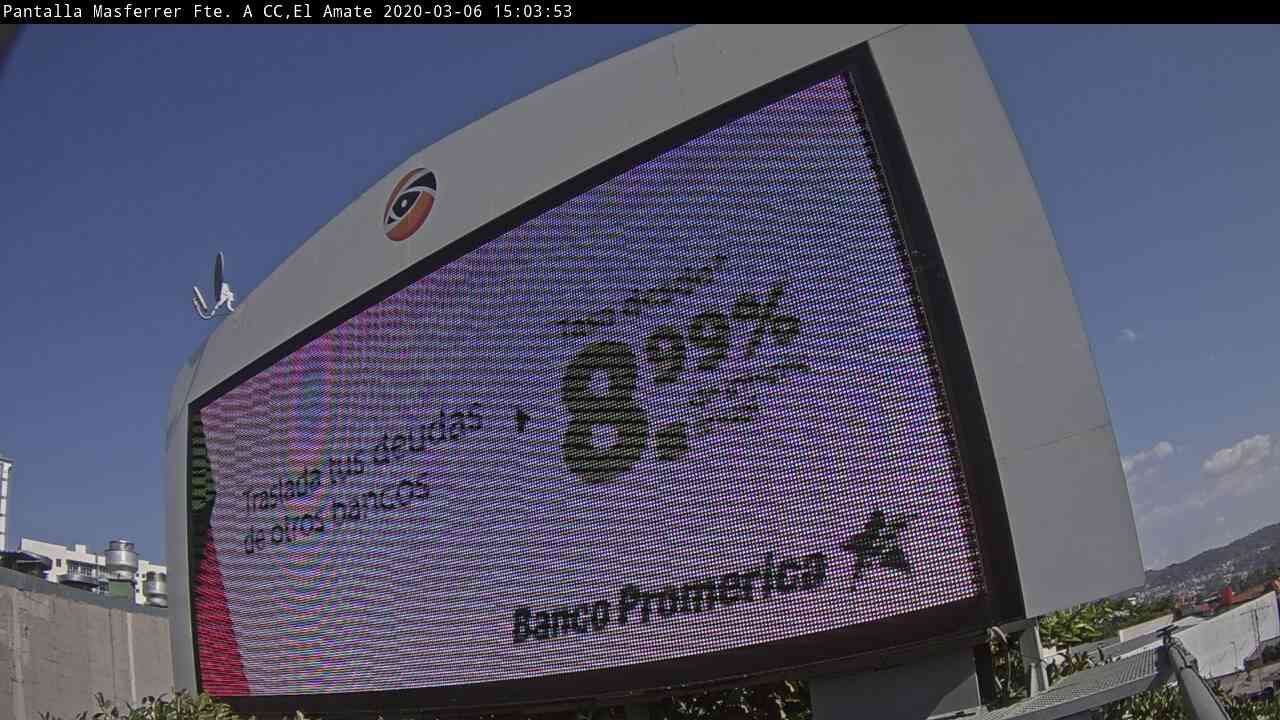 Pantalla Masferrer Fte. A CC,El Amate 2020-03-06 15:03:53
Traslada tus deudas
de otros bancos
8.99%
Banco Promerica